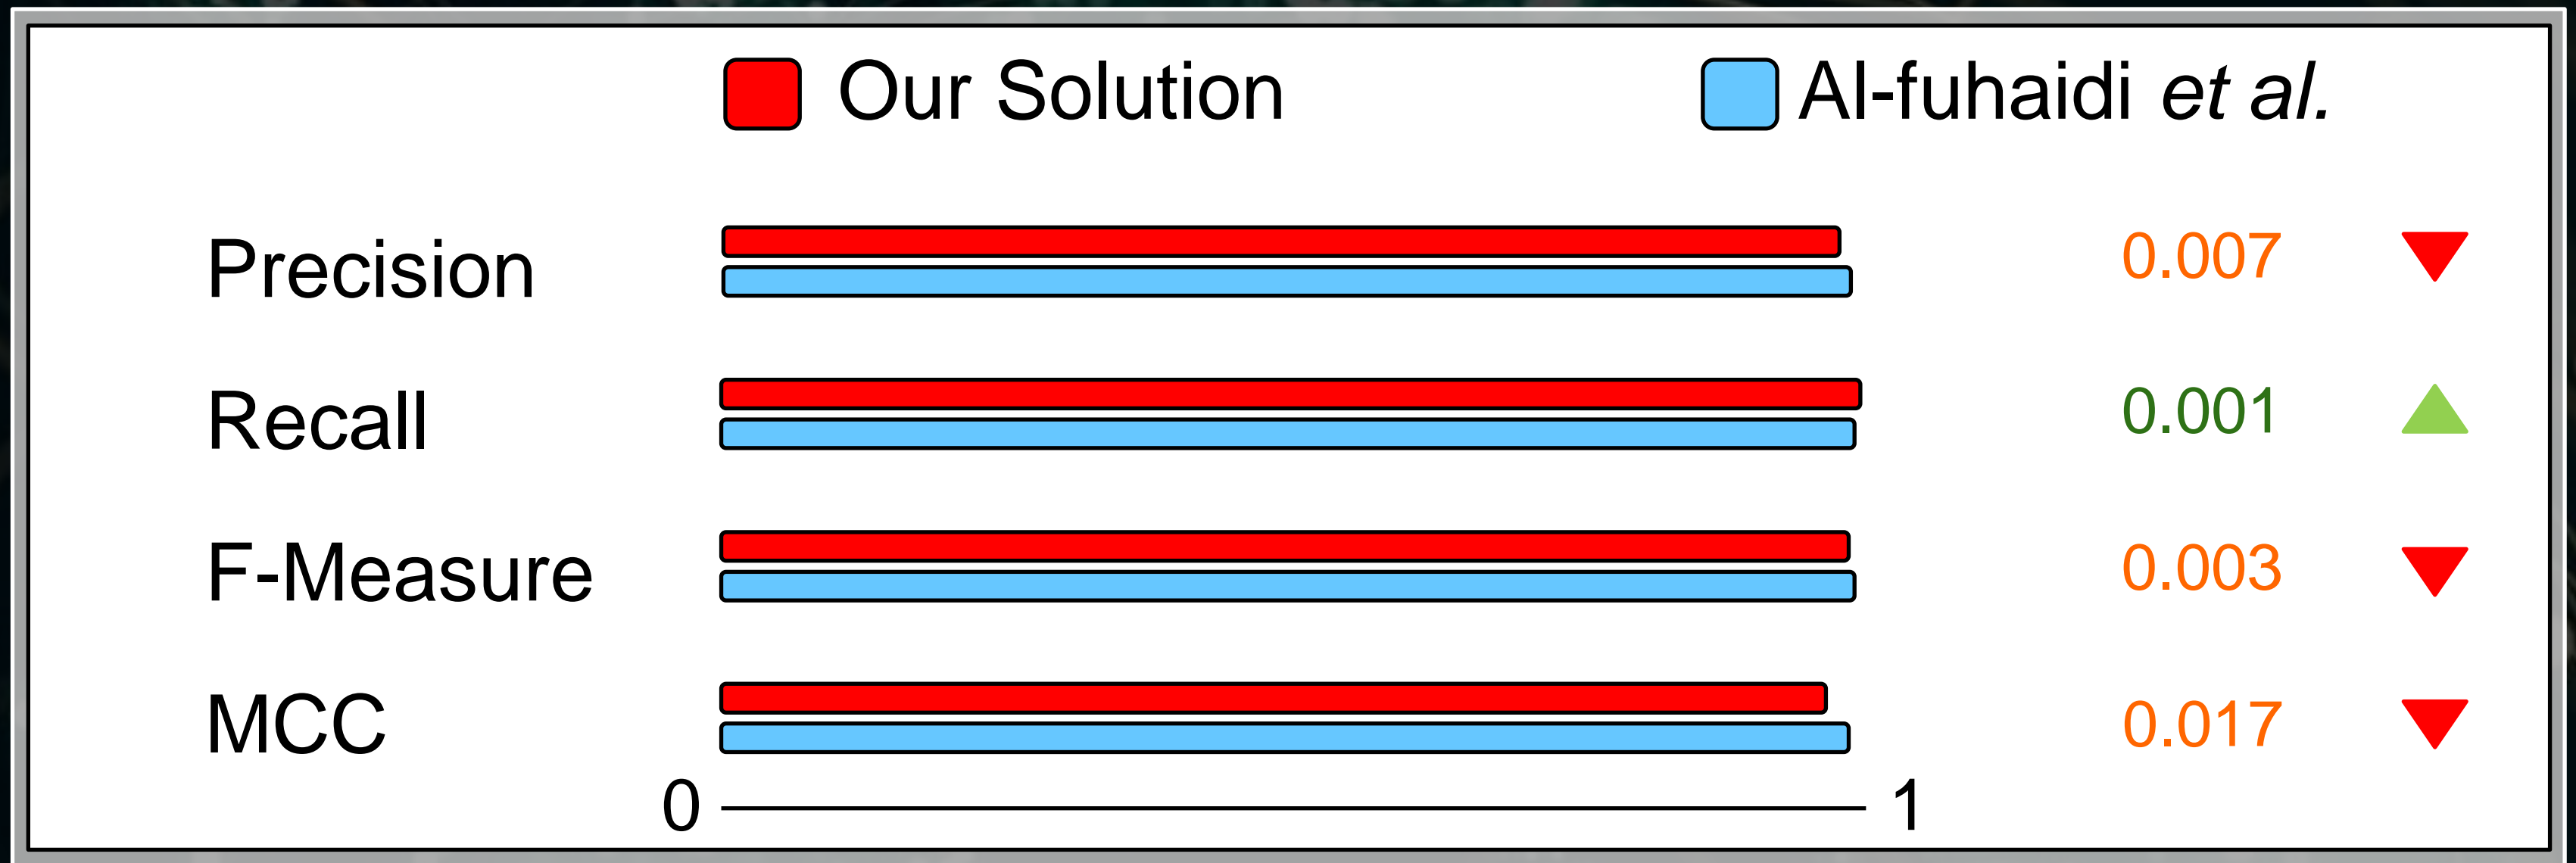 Our Solution
Al-fuhaidi et al.
Precision 0.007
Recall 0.001
F-Measure 0.003
MCC 0.017
0 1